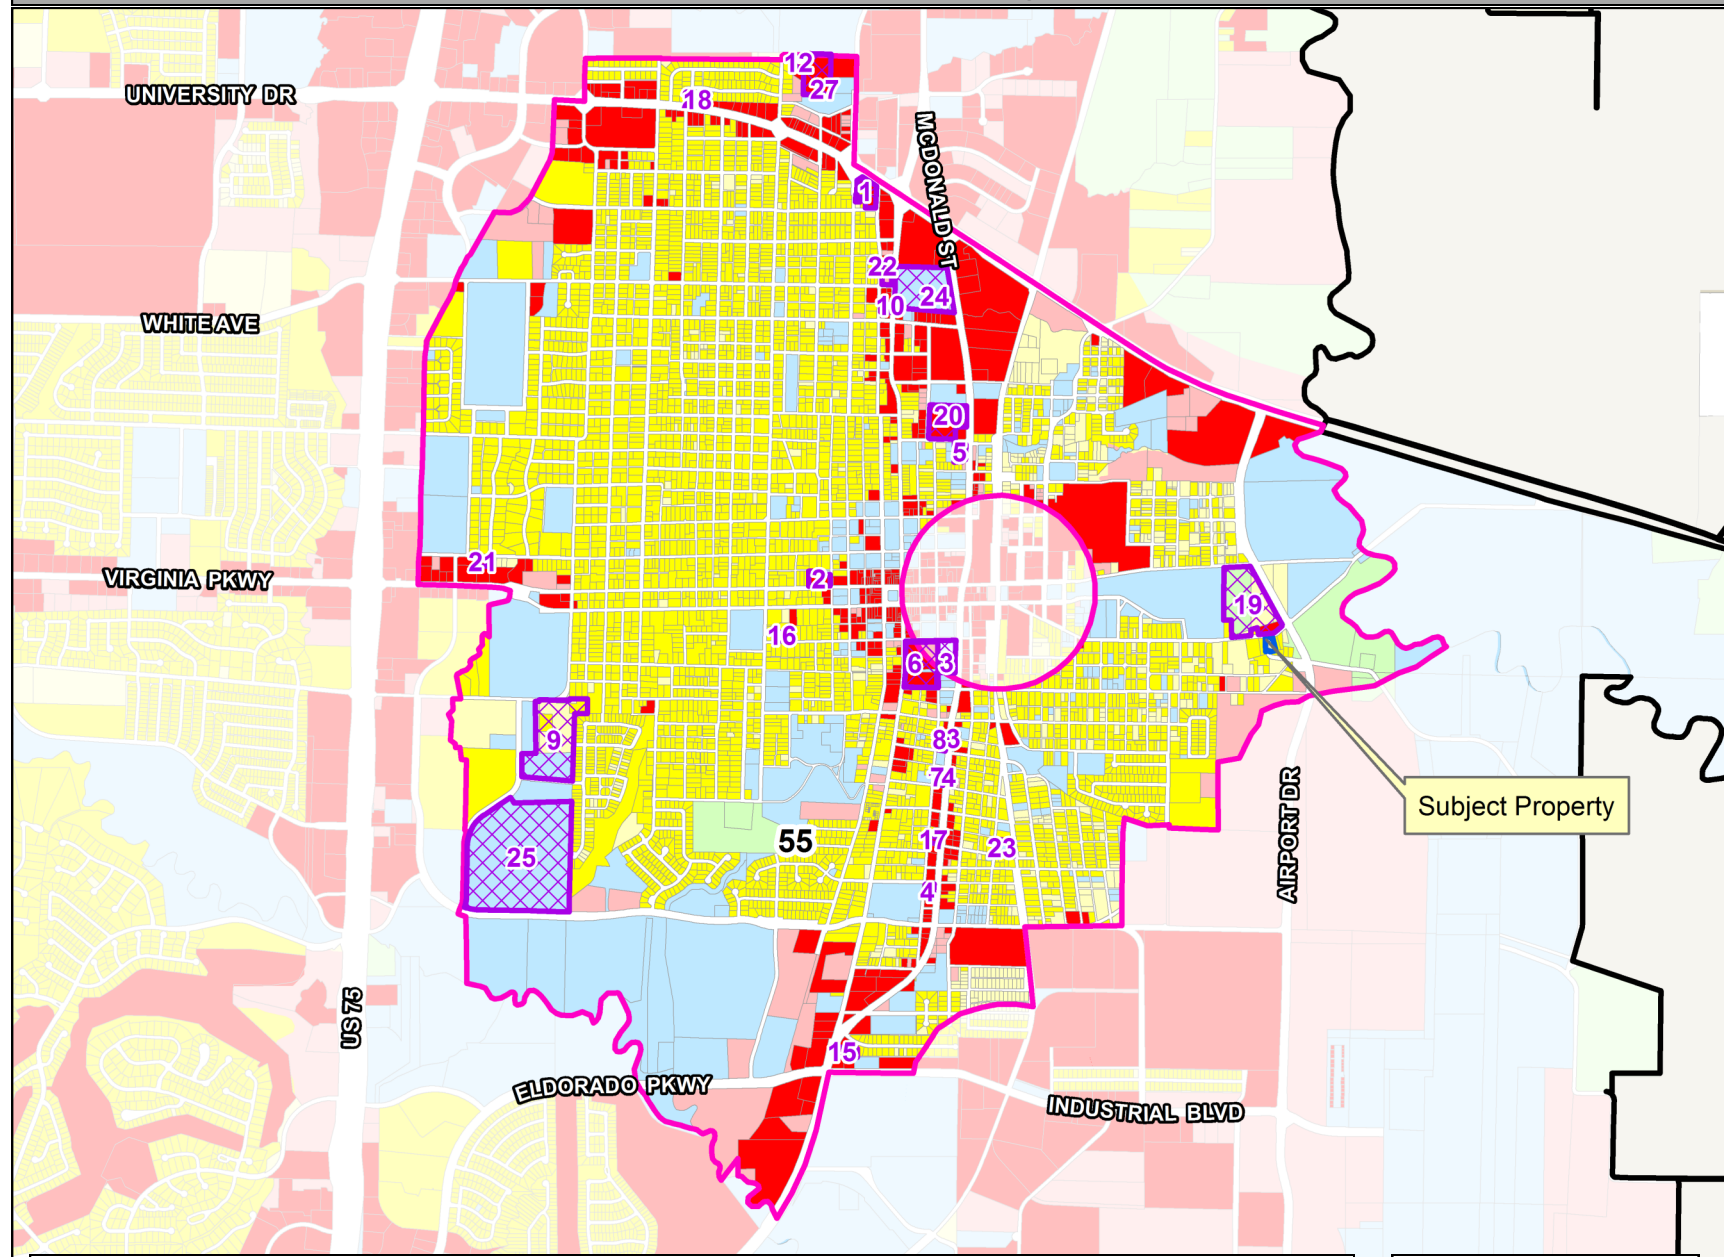 12
27
UNIVERSITY DR
18
MCDONALD ST
1
22
24
10
WHITE AVE
20
5
21
VIRGINIA PKWY
2
19
16
6
3
9
83
74
Subject Property
55
17
23
25
AIRPORT DR
4
US 75
15
ELDORADO PKWY
INDUSTRIAL BLVD